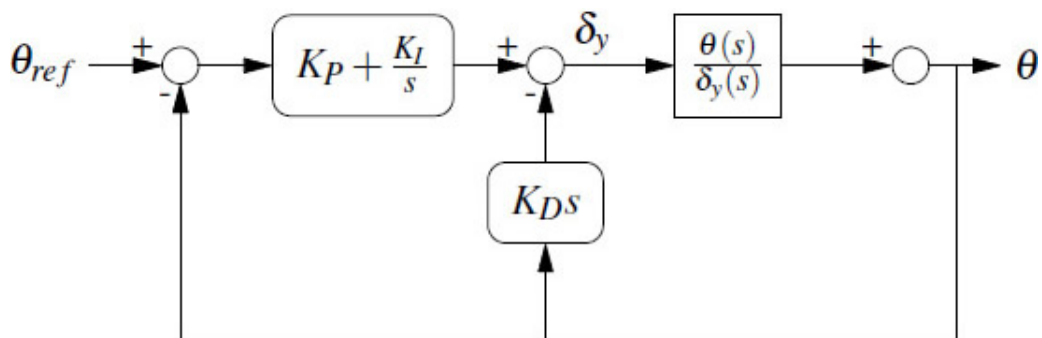 θ_ref
+
-
K_P + K_I/s
+
-
δ_y
θ(s)/δ_y(s)
+
θ
K_D s